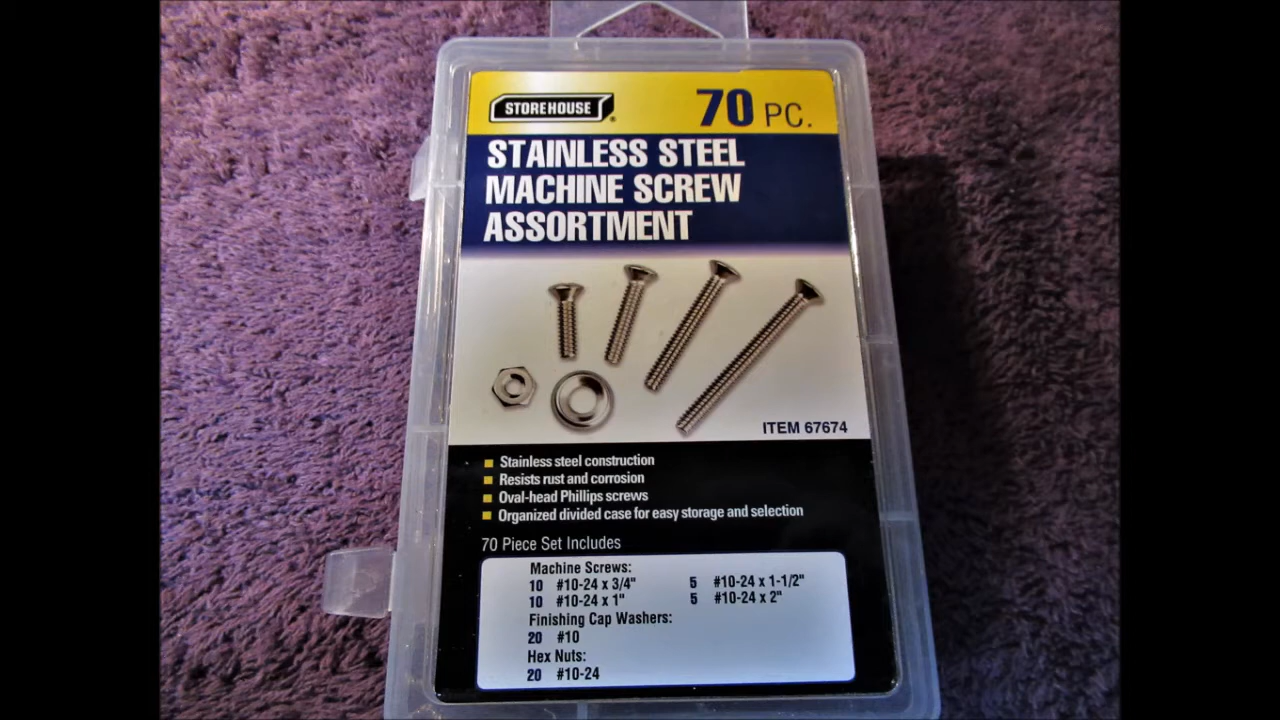 STOREHOUSE®
70 PC.
STAINLESS STEEL
MACHINE SCREW
ASSORTMENT
ITEM 67674
Stainless steel construction
Resists rust and corrosion
Oval-head Phillips screws
Organized divided case for easy storage and selection
70 Piece Set Includes
Machine Screws:
10 #10-24 x 3/4" 5 #10-24 x 1-1/2"
10 #10-24 x 1" 5 #10-24 x 2"
Finishing Cap Washers:
20 #10
Hex Nuts:
20 #10-24